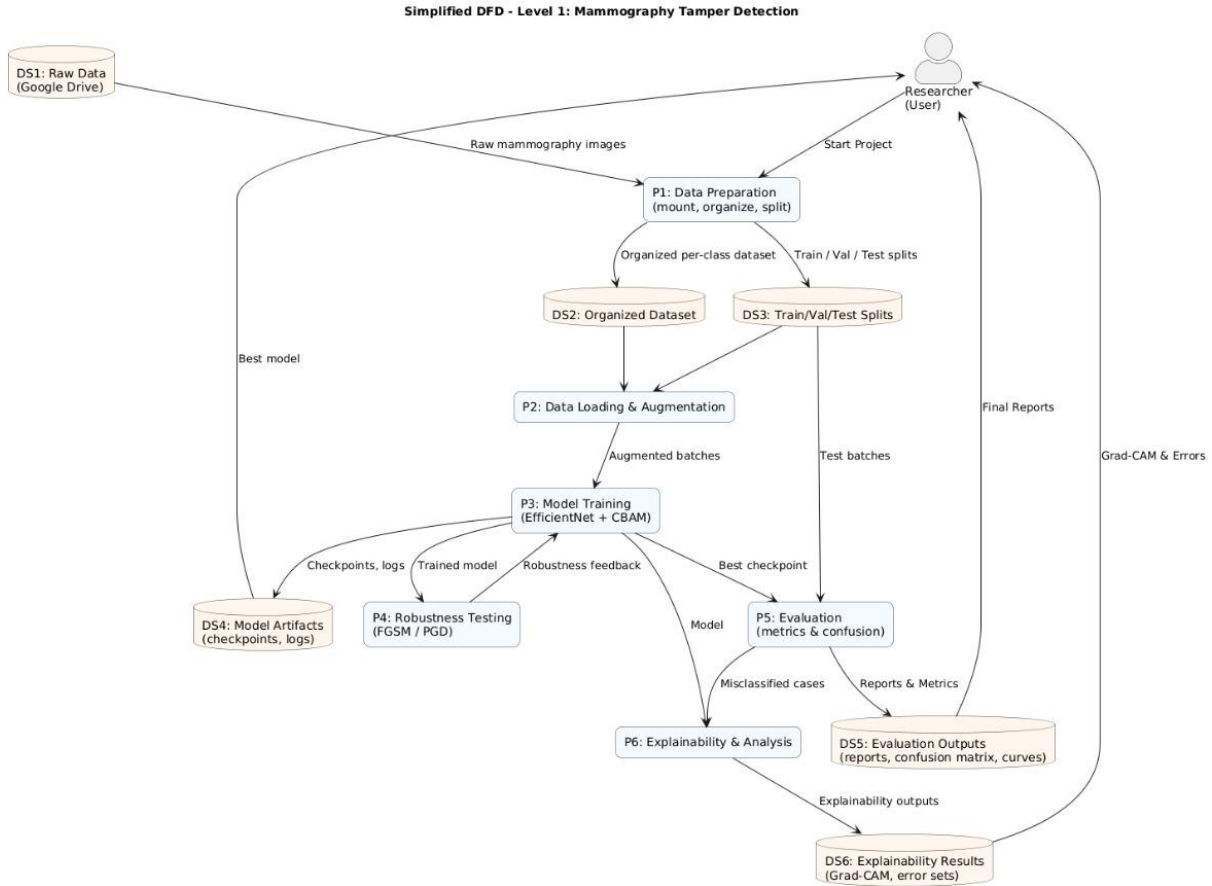 Simplified DFD - Level 1: Mammography Tamper Detection
DS1: Raw Data
(Google Drive)
Researcher
(User)
Raw mammography images
Start Project
P1: Data Preparation
(mount, organize, split)
Organized per-class dataset
Train / Val / Test splits
DS2: Organized Dataset
DS3: Train/Val/Test Splits
Best model
P2: Data Loading & Augmentation
Final Reports
Augmented batches
Test batches
Grad-CAM & Errors
P3: Model Training
(EfficientNet + CBAM)
Checkpoints, logs
Trained model
Robustness feedback
Best checkpoint
DS4: Model Artifacts
(checkpoints, logs)
P4: Robustness Testing
(FGSM / PGD)
Model
P5: Evaluation
(metrics & confusion)
Misclassified cases
Reports & Metrics
P6: Explainability & Analysis
DS5: Evaluation Outputs
(reports, confusion matrix, curves)
Explainability outputs
DS6: Explainability Results
(Grad-CAM, error sets)